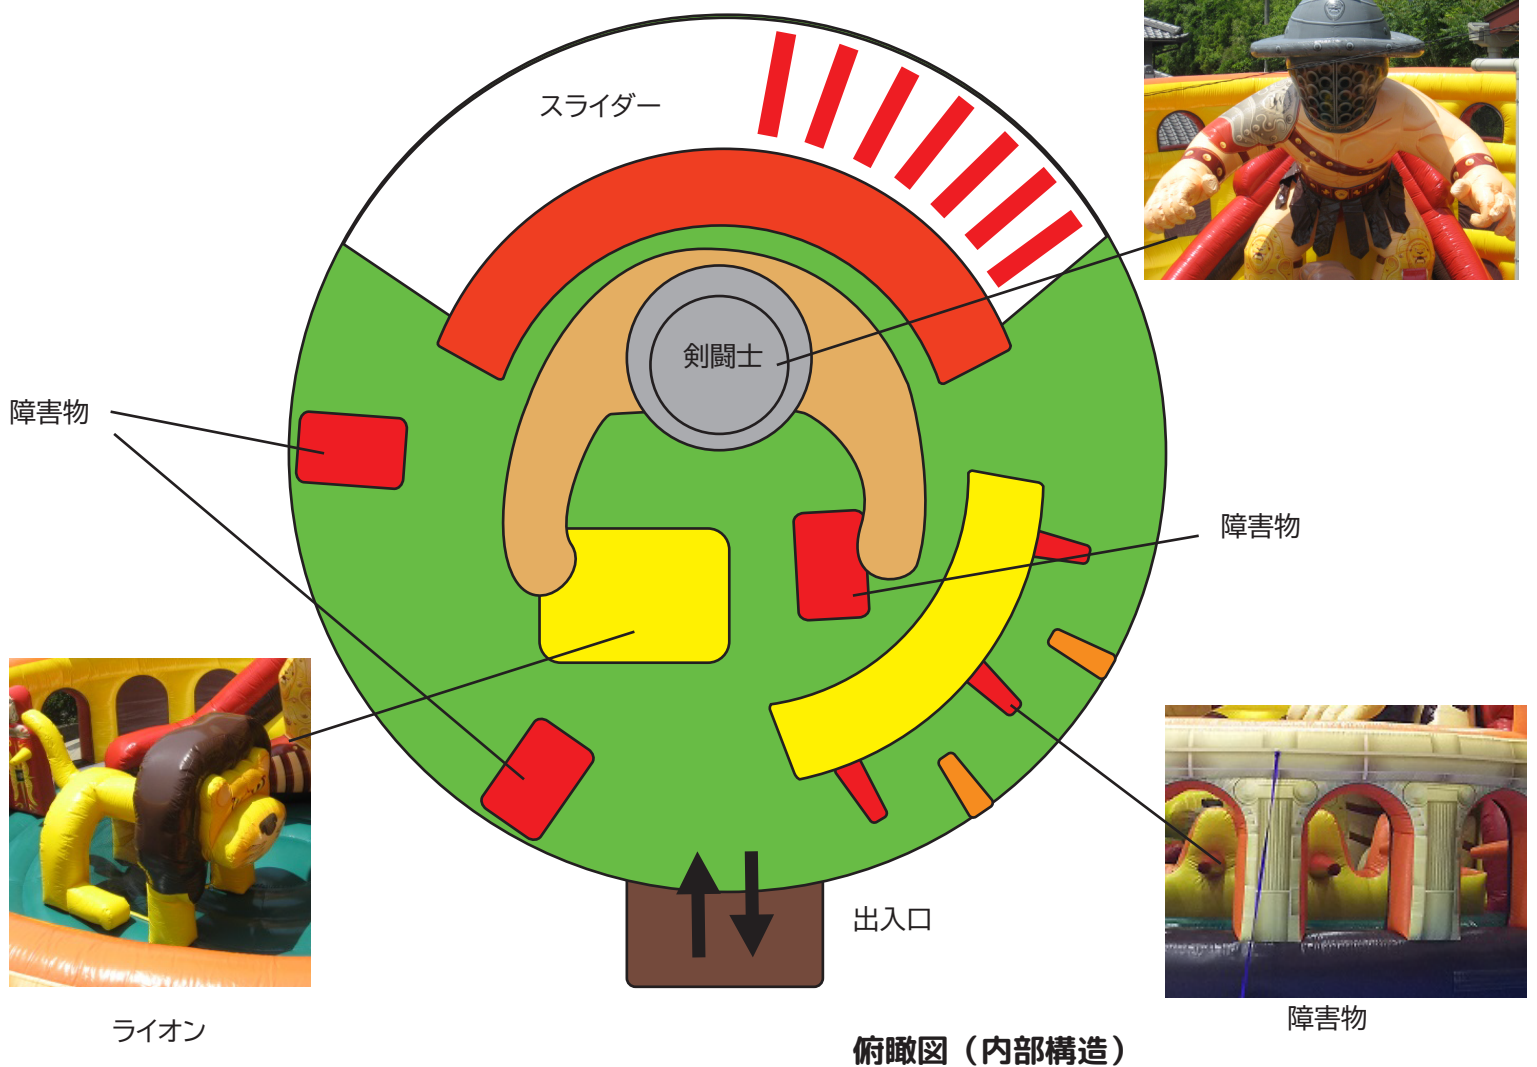 スライダー
剣闘士
障害物
障害物
出入口
ライオン
障害物
俯瞰図（内部構造）